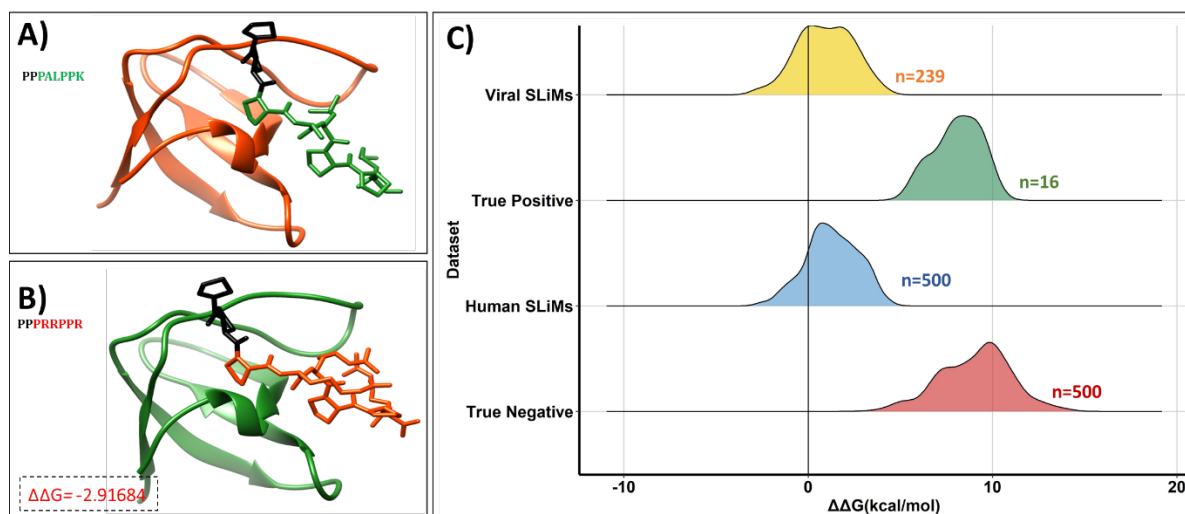 A)
PPPALPPK
B)
PPPRRPPR
ΔΔG= -2.91684
C)
Dataset
Viral SLiMs
n=239
True Positive
n=16
Human SLiMs
n=500
True Negative
n=500
-10
0
10
20
ΔΔG(kcal/mol)